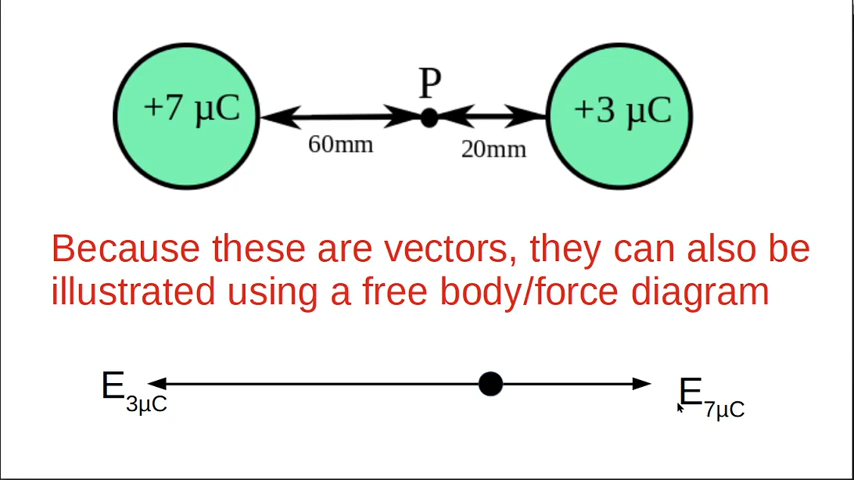 P
+7 µC
+3 µC
60mm
20mm
Because these are vectors, they can also be
illustrated using a free body/force diagram
E3µC
E7µC